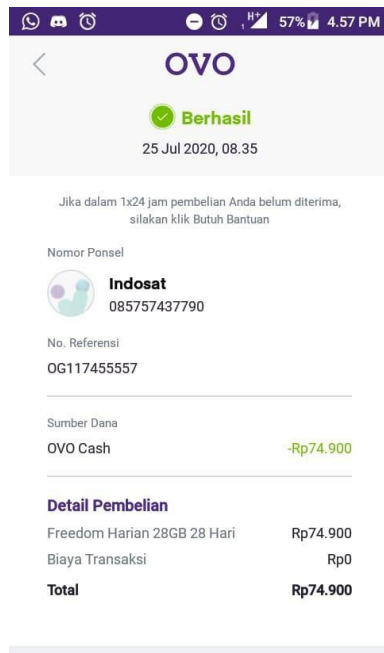 H+ 57% 4.57 PM
OVO
Berhasil
25 Jul 2020, 08.35
Jika dalam 1x24 jam pembelian Anda belum diterima,
silakan klik Butuh Bantuan
Nomor Ponsel
Indosat
085757437790
No. Referensi
OG117455557
Sumber Dana
OVO Cash -Rp74.900
Detail Pembelian
Freedom Harian 28GB 28 Hari Rp74.900
Biaya Transaksi Rp0
Total Rp74.900